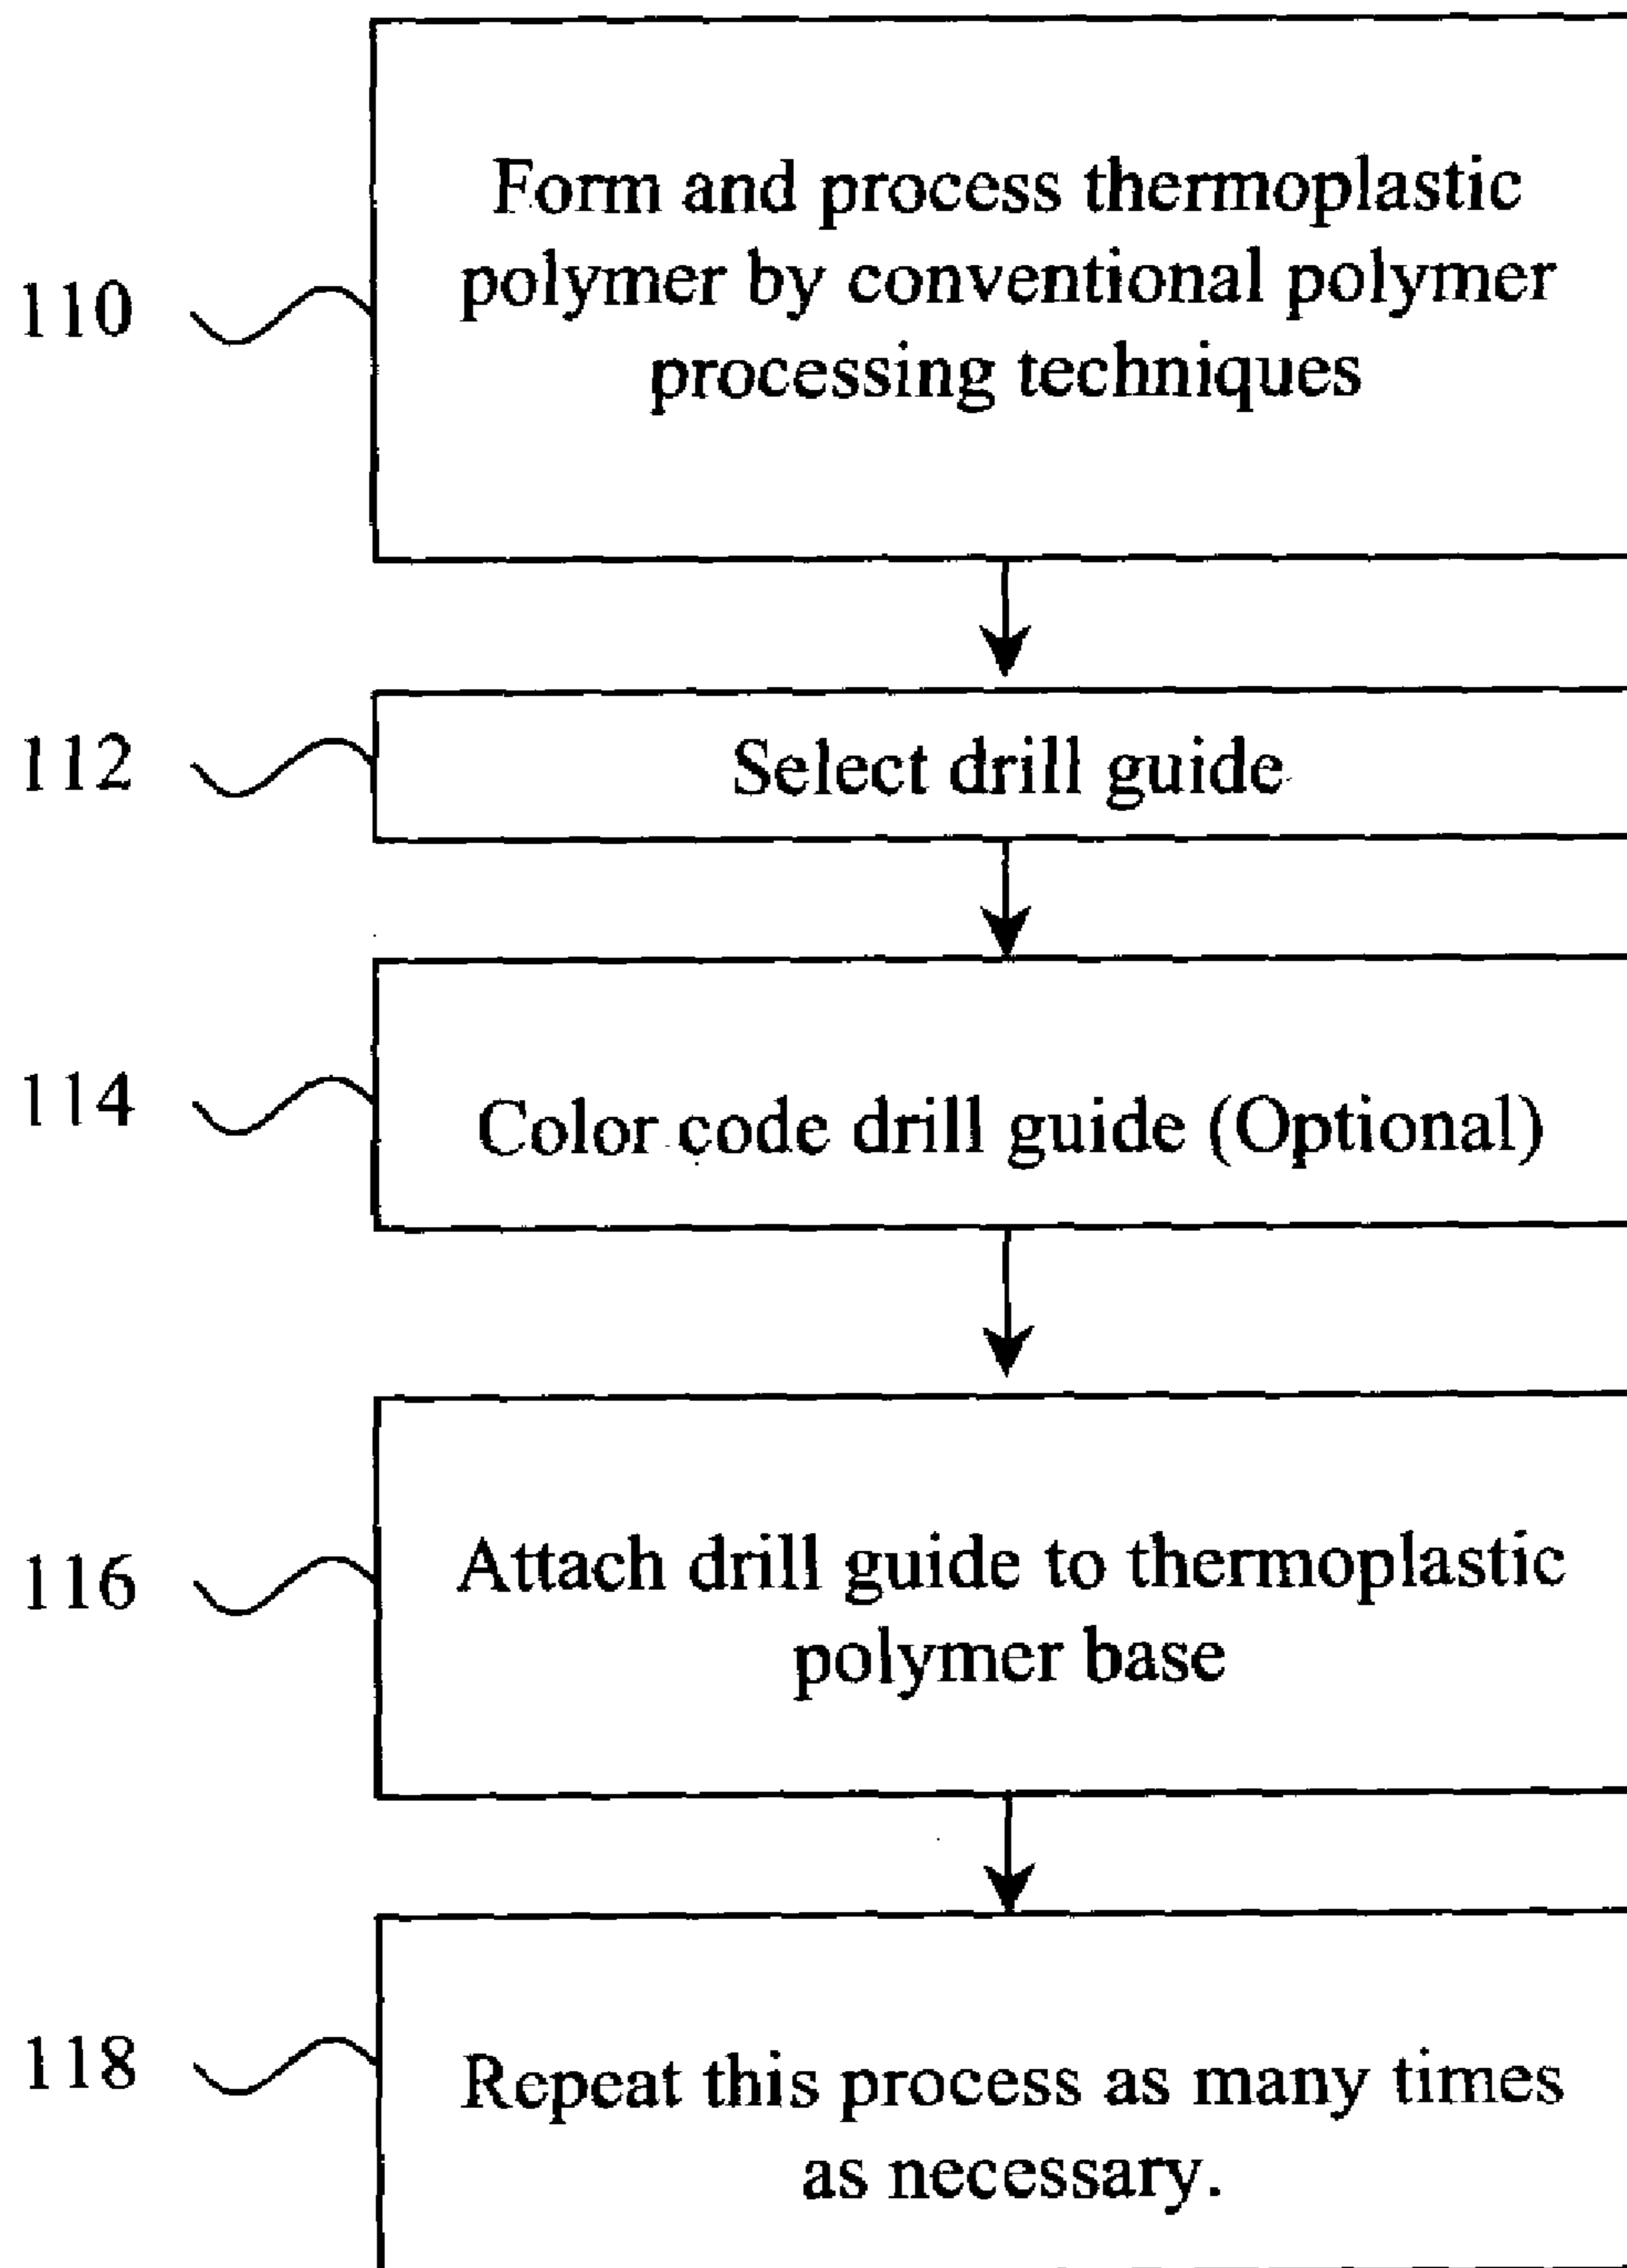 Form and process thermoplastic
polymer by conventional polymer
processing techniques
110
Select drill guide
112
Color code drill guide (Optional)
114
Attach drill guide to thermoplastic
polymer base
116
Repeat this process as many times
as necessary.
118